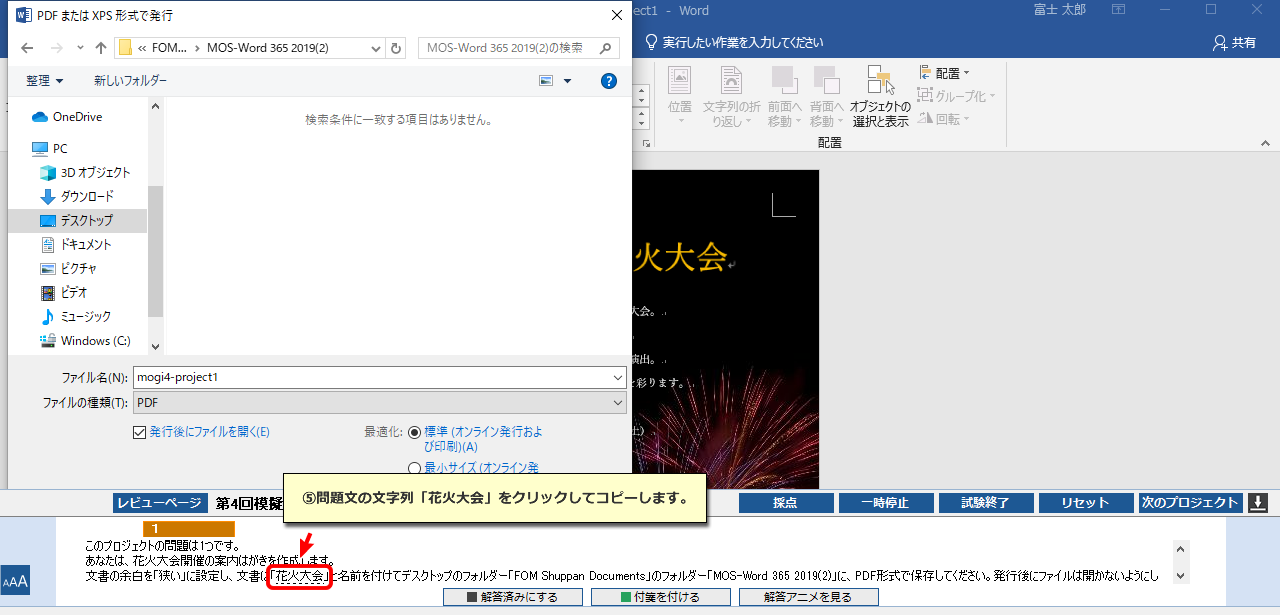 PDF または XPS 形式で発行
ect1 - Word
富士 太郎
« FOM... › MOS-Word 365 2019(2)
MOS-Word 365 2019(2)の検索
実行したい作業を入力してください
共有
整理
新しいフォルダー
位置
文字列の折り返し
前面へ移動
背面へ移動
オブジェクトの選択と表示
配置
グループ化
回転
配置
OneDrive
PC
3D オブジェクト
ダウンロード
デスクトップ
ドキュメント
ピクチャ
ビデオ
ミュージック
Windows (C:)
検索条件に一致する項目はありません。
火大会
大会。
演出。
を彩ります。
土)
ファイル名(N):
mogi4-project1
ファイルの種類(T):
PDF
発行後にファイルを開く(E)
最適化:
標準 (オンライン発行およ
び印刷)(A)
最小サイズ (オンライン発
⑤問題文の文字列「花火大会」をクリックしてコピーします。
レビューページ
第4回模擬
採点
一時停止
試験終了
リセット
次のプロジェクト
1
このプロジェクトの問題は1つです。
あなたは、花火大会開催の案内はがきを作成します。
文書の余白を「狭い」に設定し、文書に「花火大会」と名前を付けてデスクトップのフォルダー「FOM Shuppan Documents」のフォルダー「MOS-Word 365 2019(2)」に、PDF形式で保存してください。発行後にファイルは開かないようにし
AAA
解答済みにする
付箋を付ける
解答アニメを見る